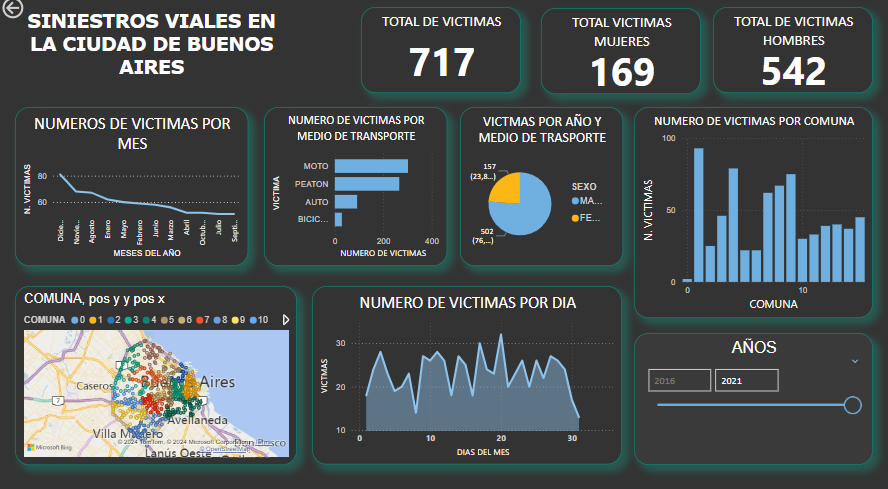 SINIESTROS VIALES EN
LA CIUDAD DE BUENOS
AIRES
TOTAL DE VICTIMAS
717
TOTAL VICTIMAS
MUJERES
169
TOTAL DE VICTIMAS
HOMBRES
542
NUMEROS DE VICTIMAS POR
MES
N. VICTIMAS
80
60
Dicie...
Novie...
Agosto
Enero
Mayo
Febrero
Junio
Marzo
Abril
Octub...
Julio
Septi...
MESES DEL AÑO
NUMERO DE VICTIMAS POR
MEDIO DE TRANSPORTE
VICTIMA
MOTO
PEATON
AUTO
BICIC...
0 200 400
NUMERO DE VICTIMAS
VICTMAS POR AÑO Y
MEDIO DE TRASPORTE
157
(23,8...)
502
(76,...)
SEXO
MA...
FE...
NUMERO DE VICTIMAS POR COMUNA
N. VICTIMAS
100
50
0
0 10
COMUNA
COMUNA, pos y y pos x
COMUNA 0 1 2 3 4 5 6 7 8 9 10
Caseros
Buenos Aires
7
Avellaneda
Villa Madero
Lanús Oeste
Microsoft Bing
© 2024 TomTom, © 2024 Microsoft Corporation
© OpenStreetMap
NUMERO DE VICTIMAS POR DIA
VICTMAS
30
20
10
0 10 20 30
DIAS DEL MES
AÑOS
2016
2021